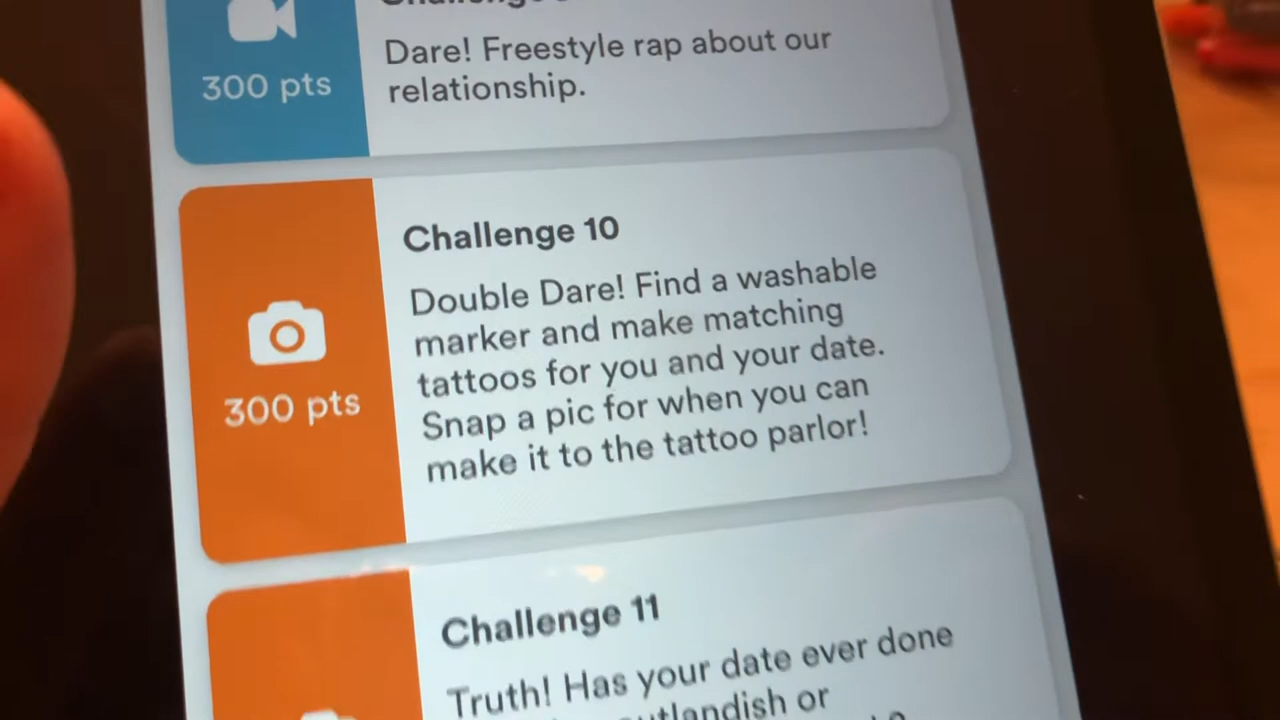 Challenge
Dare! Freestyle rap about our
relationship.
300 pts
Challenge 10
Double Dare! Find a washable
marker and make matching
tattoos for you and your date.
Snap a pic for when you can
make it to the tattoo parlor!
300 pts
Challenge 11
Truth! Has your date ever done
or